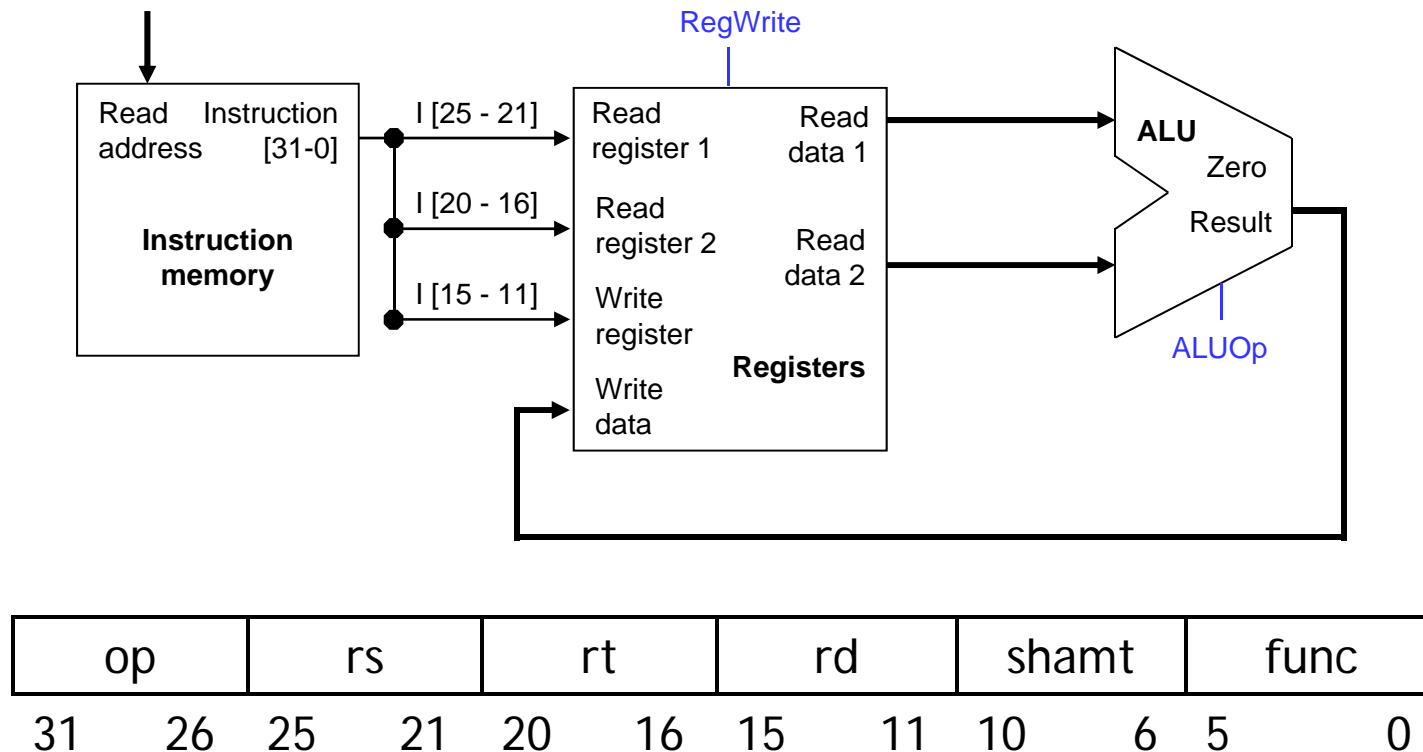 RegWrite
Read Instruction
address [31-0]
Instruction
memory
I [25 - 21]
I [20 - 16]
I [15 - 11]
Read
register 1
Read
data 1
Read
register 2
Read
data 2
Write
register
Registers
Write
data
ALU
Zero
Result
ALUOp
op rs rt rd shamt func
31 26 25 21 20 16 15 11 10 6 5 0